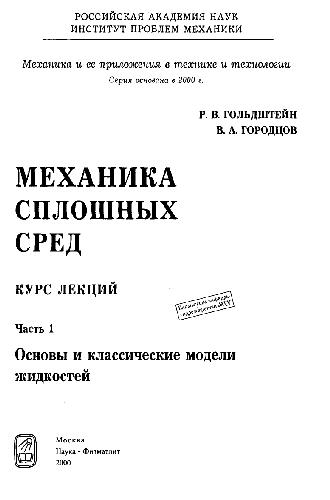 РОССИЙСКАЯ АКАДЕМИЯ НАУК
ИНСТИТУТ ПРОБЛЕМ МЕХАНИКИ
Механика и ее приложения в технике и технологии
Серия основана в 2000 г.
Р. В. ГОЛЬДШТЕЙН
В. А. ГОРОДЦОВ
МЕХАНИКА
СПЛОШНЫХ
СРЕД
КУРС ЛЕКЦИЙ
Часть 1
Основы и классические модели
жидкостей
Москва
Наука · Физматлит
2000